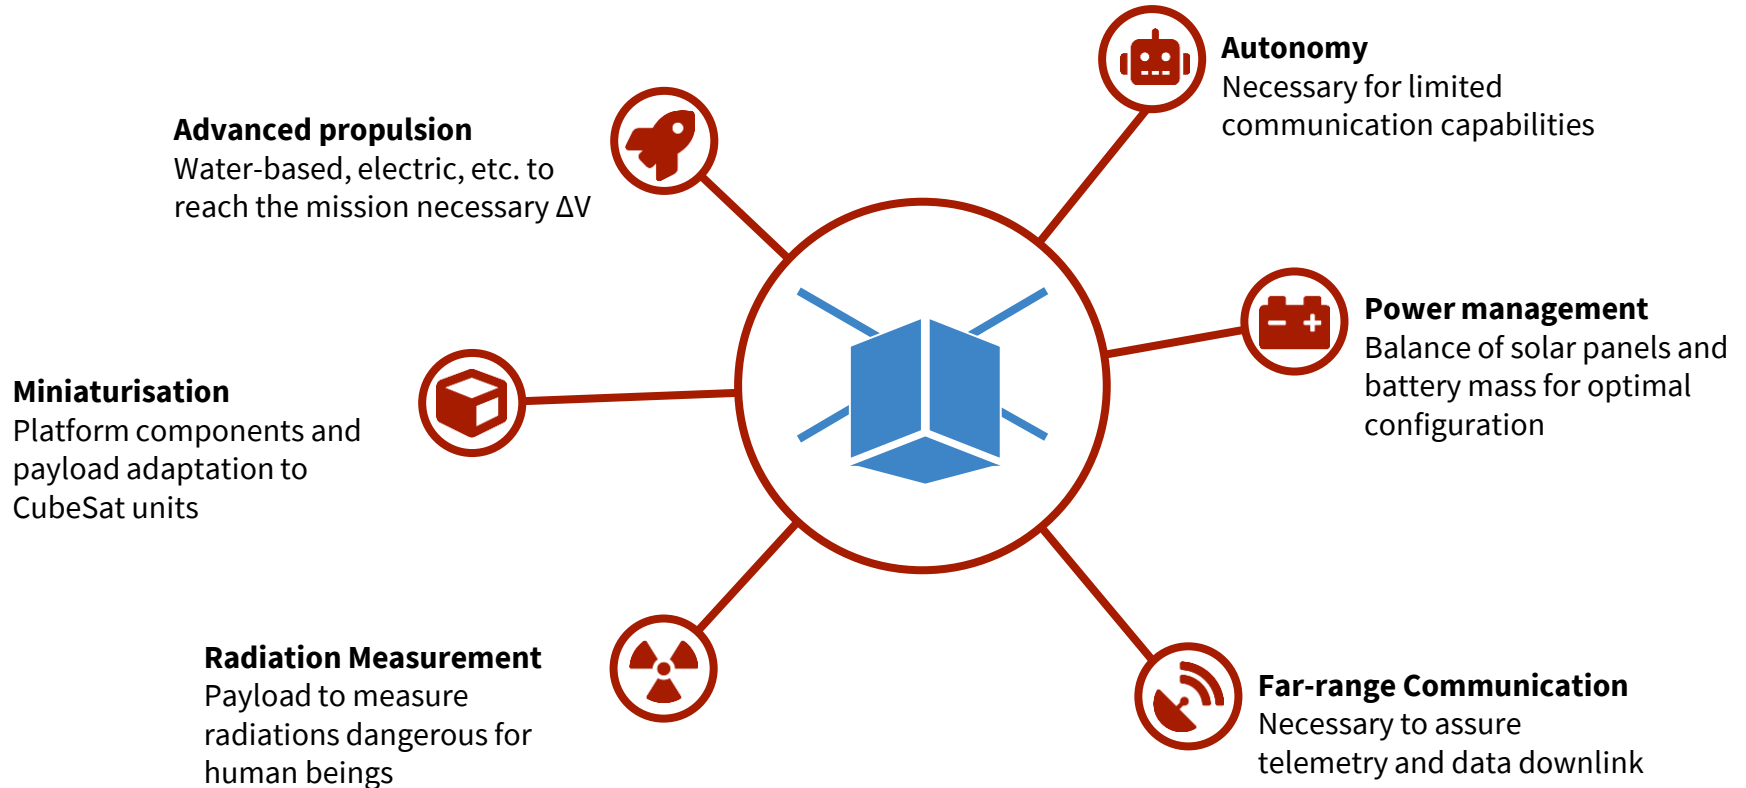 Advanced propulsion
Water-based, electric, etc. to
reach the mission necessary ΔV
Miniaturisation
Platform components and
payload adaptation to
CubeSat units
Radiation Measurement
Payload to measure
radiations dangerous for
human beings
Autonomy
Necessary for limited
communication capabilities
Power management
Balance of solar panels and
battery mass for optimal
configuration
Far-range Communication
Necessary to assure
telemetry and data downlink